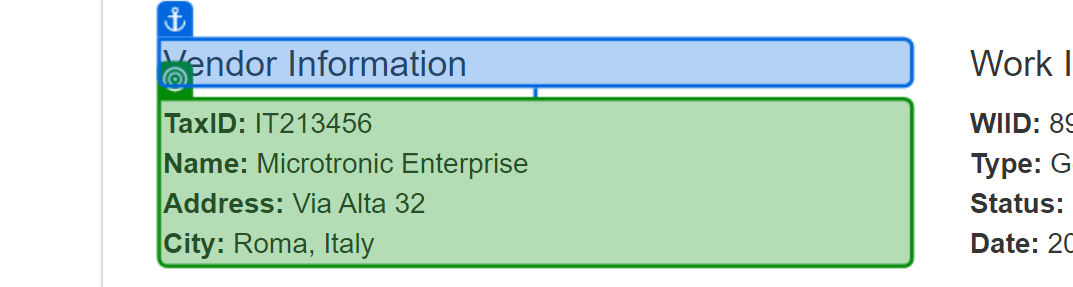 Vendor Information
TaxID: IT213456
Name: Microtronic Enterprise
Address: Via Alta 32
City: Roma, Italy
Work
WIID: 89
Type:
Status:
Date: 20